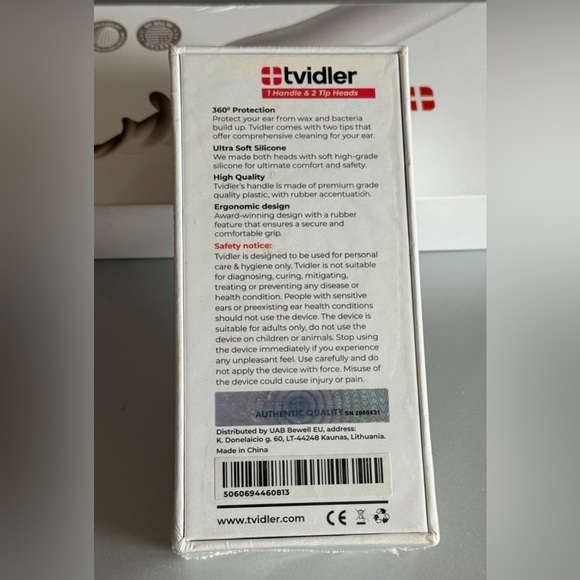 tvidler
1 Handle & 2 Tip Heads
360º Protection
Protect your ear from wax and bacteria
build up. Tvidler comes with two tips that
offer comprehensive cleaning for your ear.
Ultra Soft Silicone
We made both heads with soft high-grade
silicone for ultimate comfort and safety.
High Quality
Tvidler's handle is made of premium grade
quality plastic, with rubber accentuation.
Ergonomic design
Award-winning design with a rubber
feature that ensures a secure and
comfortable grip.
Safety notice:
Tvidler is designed to be used for personal
care & hygiene only. Tvidler is not suitable
for diagnosing, curing, mitigating,
treating or preventing any disease or
health condition. People with sensitive
ears or preexisting ear health conditions
should not use the device. The device is
suitable for adults only, do not use the
device on children or animals. Stop using
the device immediately if you experience
any unpleasant feel. Use carefully and do
not apply the device with force. Misuse of
the device could cause injury or pain.
AUTHENTIC QUALITY SN 2069431
Distributed by UAB Bewell EU, address:
K. Donelaicio g. 60, LT-44248 Kaunas, Lithuania.
Made in China
5060694460813
www.tvidler.com CE